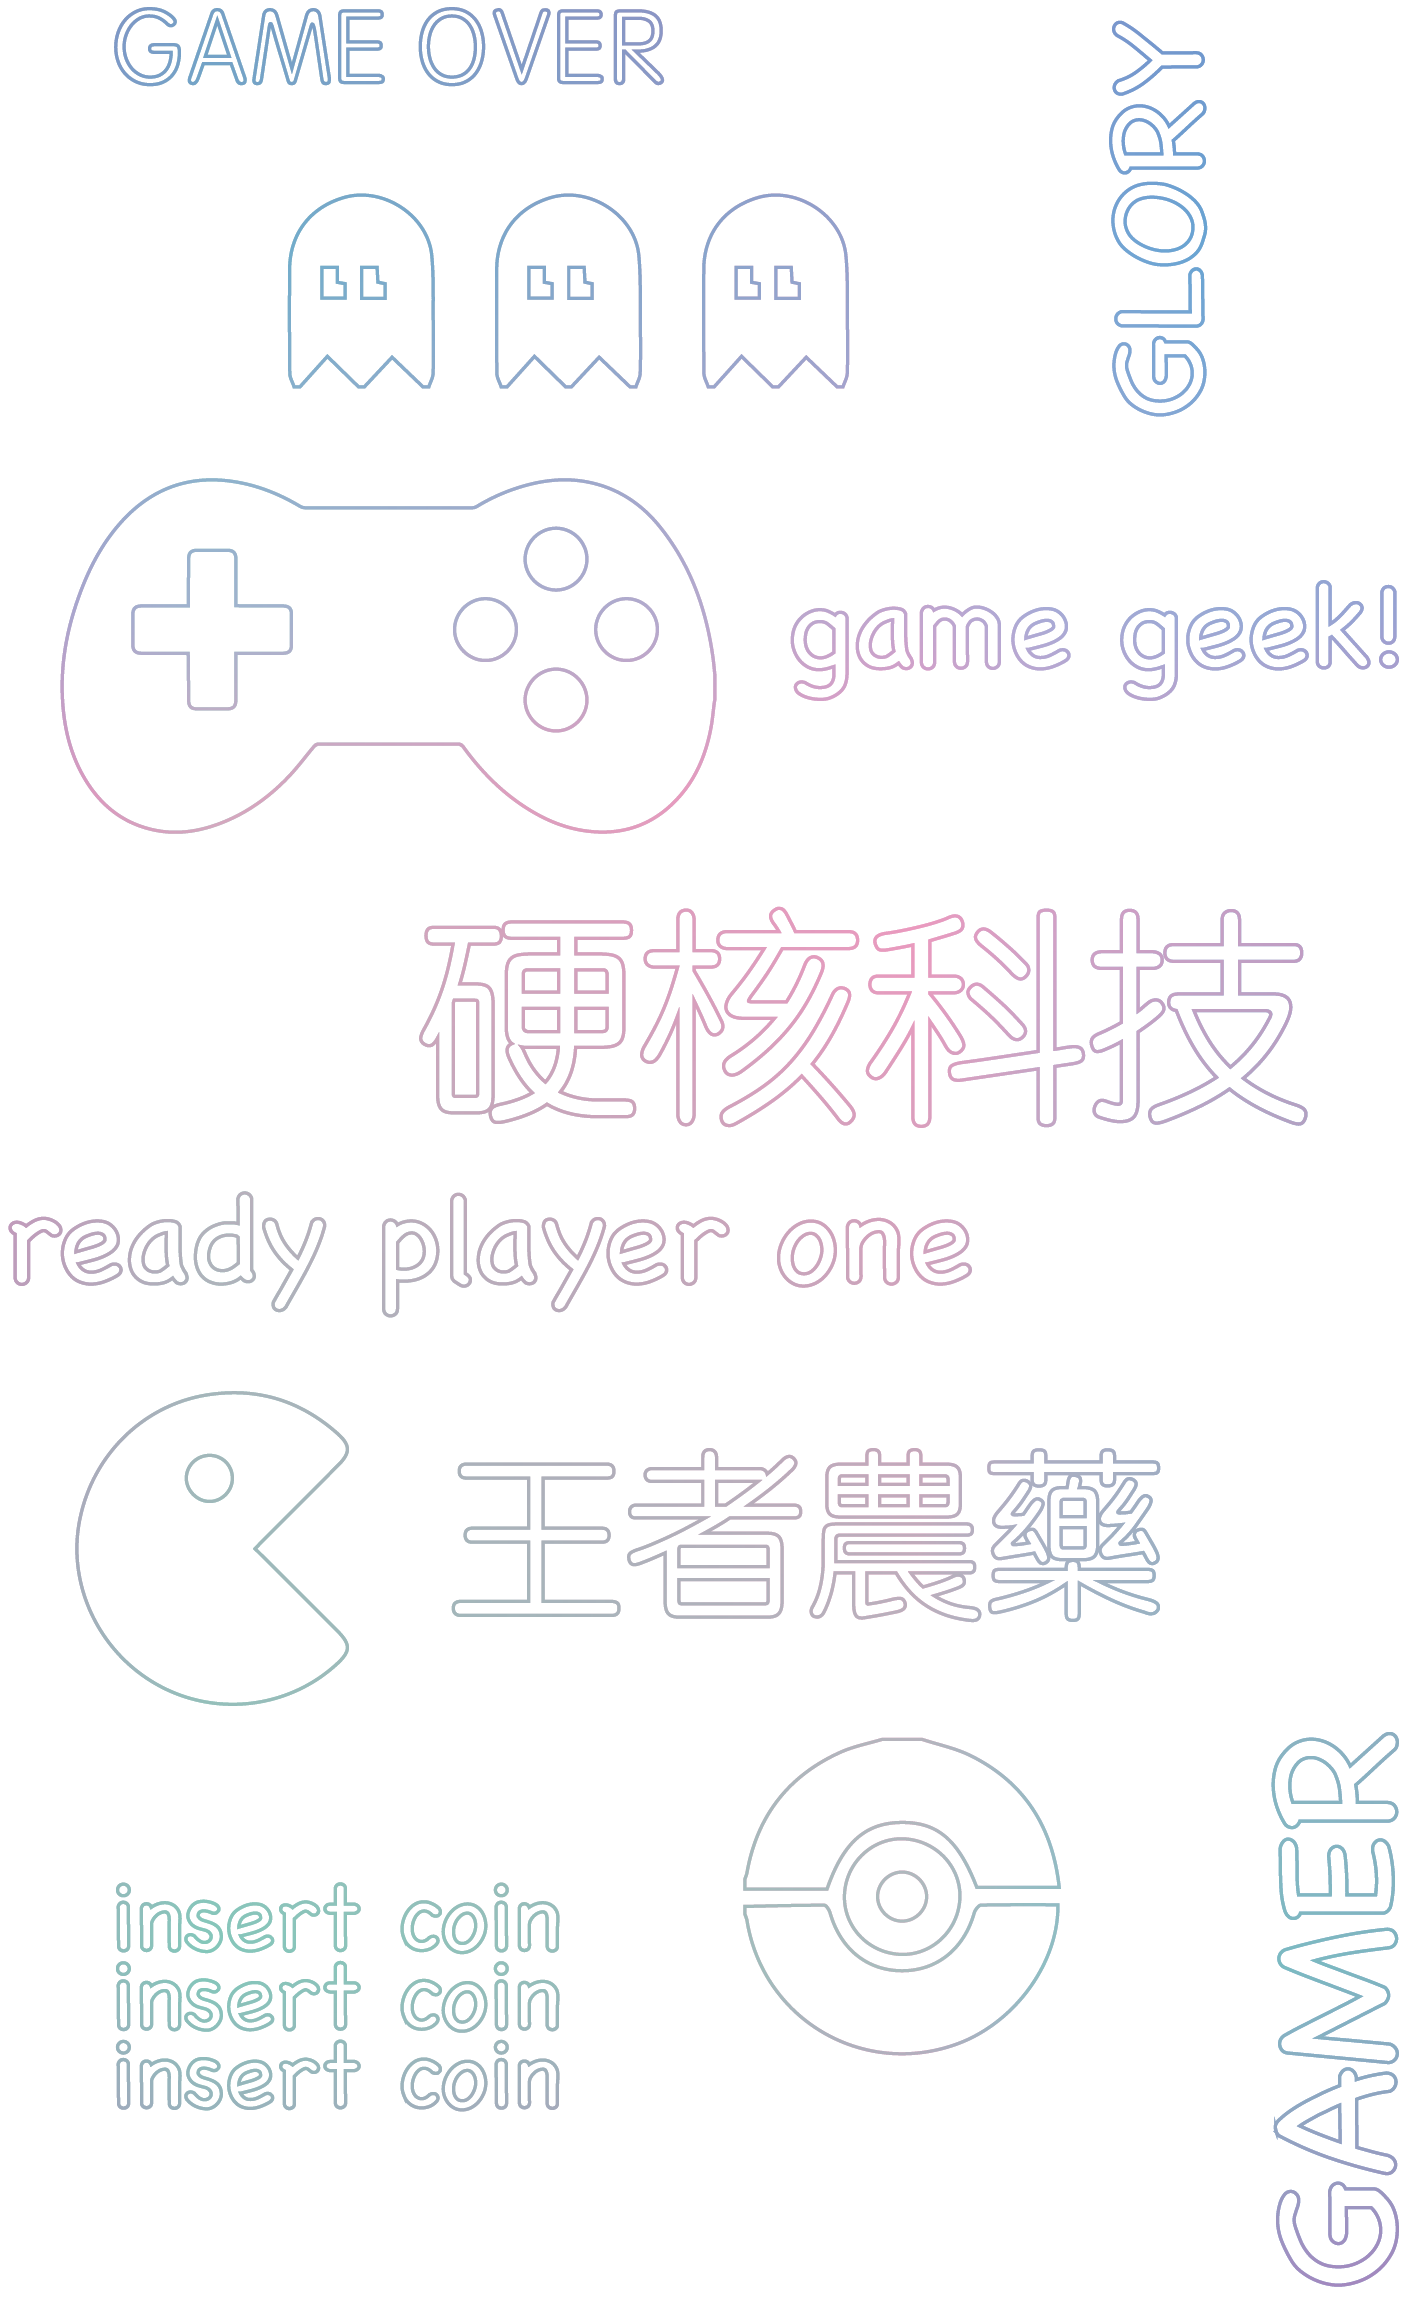 GAME OVER
GLORY
game geek!
硬核科技
ready player one
王者農藥
GAMER
insert coin
insert coin
insert coin